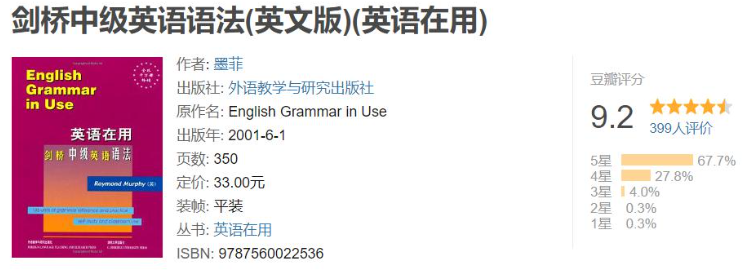 剑桥中级英语语法(英文版)(英语在用)
English
Grammar
in Use
英语在用
剑桥中级英语语法
Raymond Murphy (英)
作者: 墨菲
出版社: 外语教学与研究出版社
原作名: English Grammar in Use
出版年: 2001-6-1
页数: 350
定价: 33.00元
装帧: 平装
丛书: 英语在用
ISBN: 9787560022536
豆瓣评分
9.2
399人评价
5星 67.7%
4星 27.8%
3星 4.0%
2星 0.3%
1星 0.3%